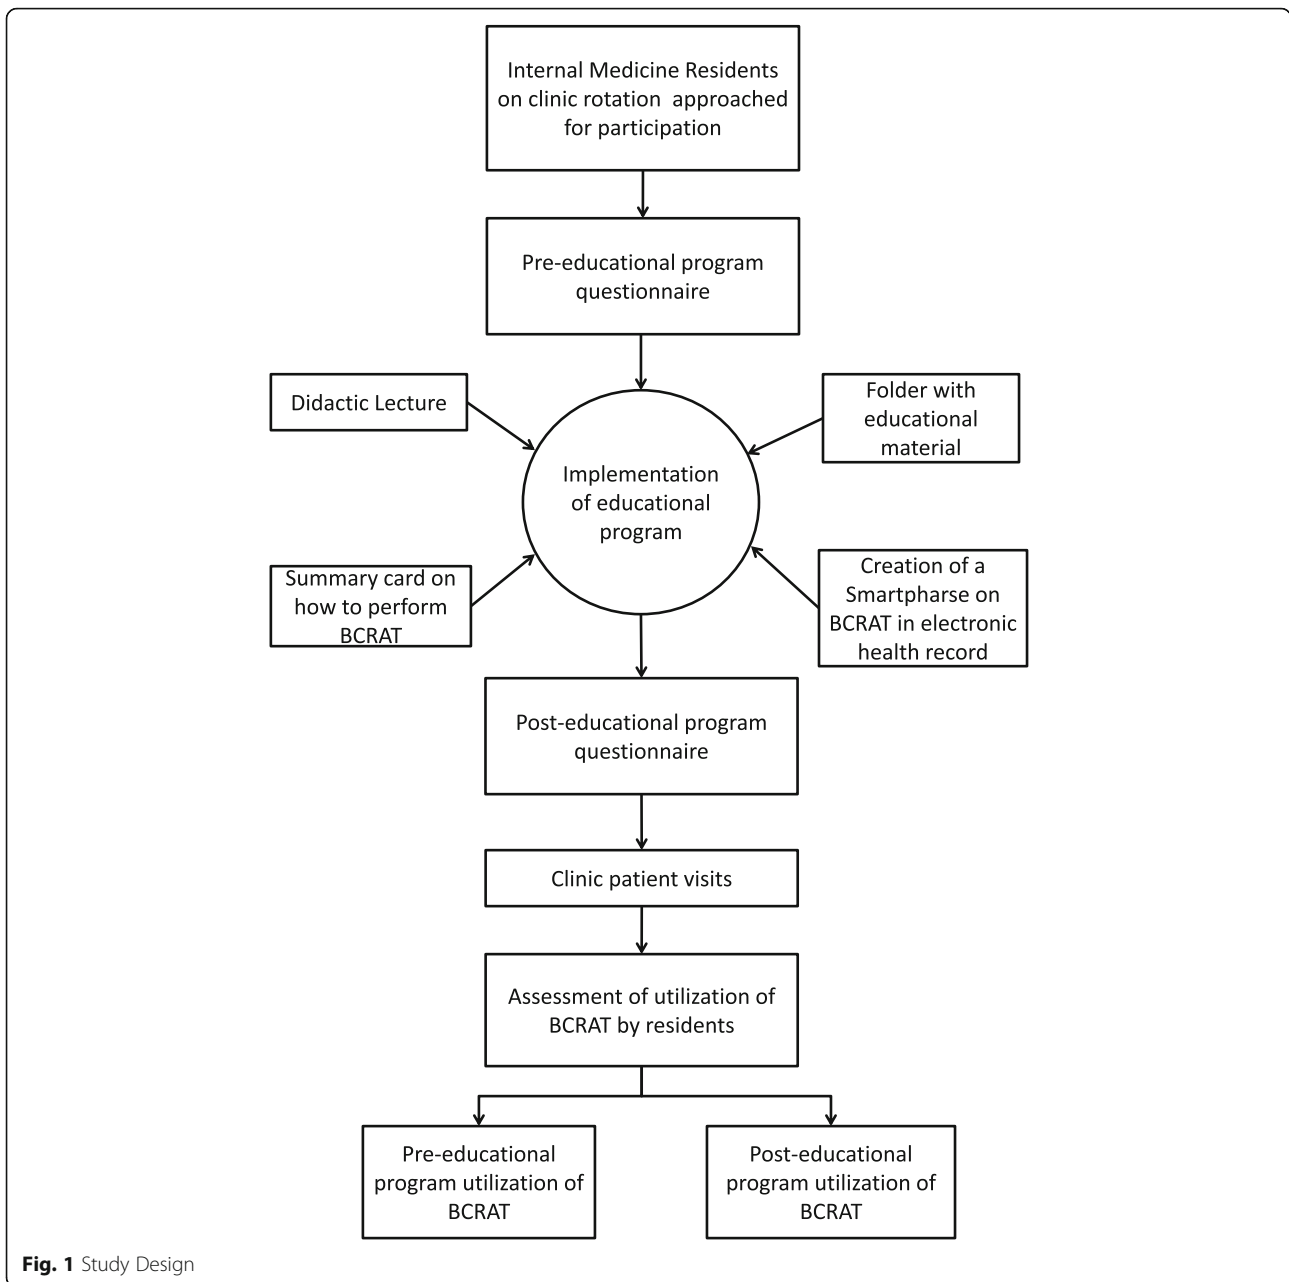 Internal Medicine Residents
on clinic rotation approached
for participation
Pre-educational program
questionnaire
Didactic Lecture
Folder with
educational
material
Implementation
of educational
program
Summary card on
how to perform
BCRAT
Creation of a
Smartpharse on
BCRAT in electronic
health record
Post-educational program
questionnaire
Clinic patient visits
Assessment of utilization of
BCRAT by residents
Pre-educational
program utilization of
BCRAT
Post-educational
program utilization of
BCRAT
Fig. 1 Study Design